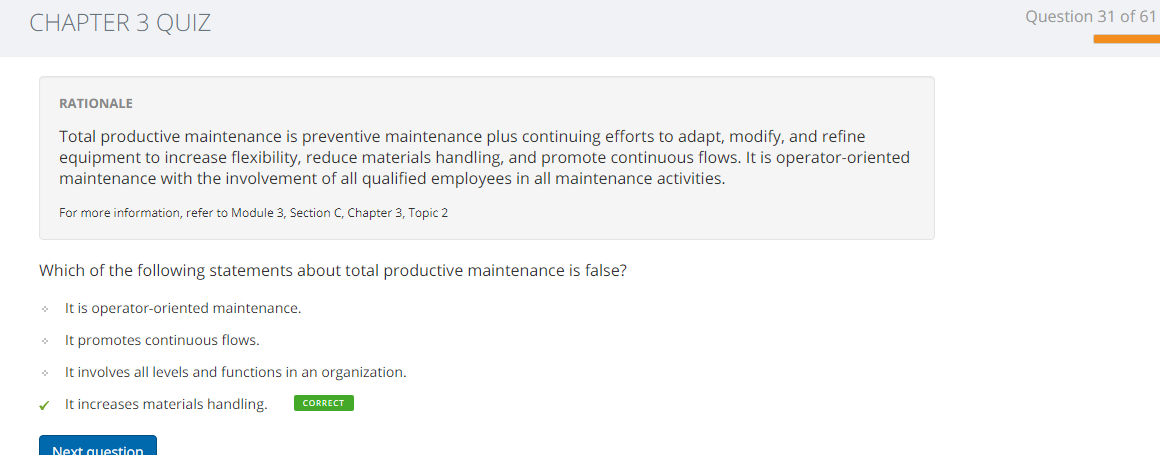 CHAPTER 3 QUIZ
Question 31 of 61
RATIONALE
Total productive maintenance is preventive maintenance plus continuing efforts to adapt, modify, and refine
equipment to increase flexibility, reduce materials handling, and promote continuous flows. It is operator-oriented
maintenance with the involvement of all qualified employees in all maintenance activities.
For more information, refer to Module 3, Section C, Chapter 3, Topic 2
Which of the following statements about total productive maintenance is false?
It is operator-oriented maintenance.
It promotes continuous flows.
It involves all levels and functions in an organization.
It increases materials handling. CORRECT
Next question